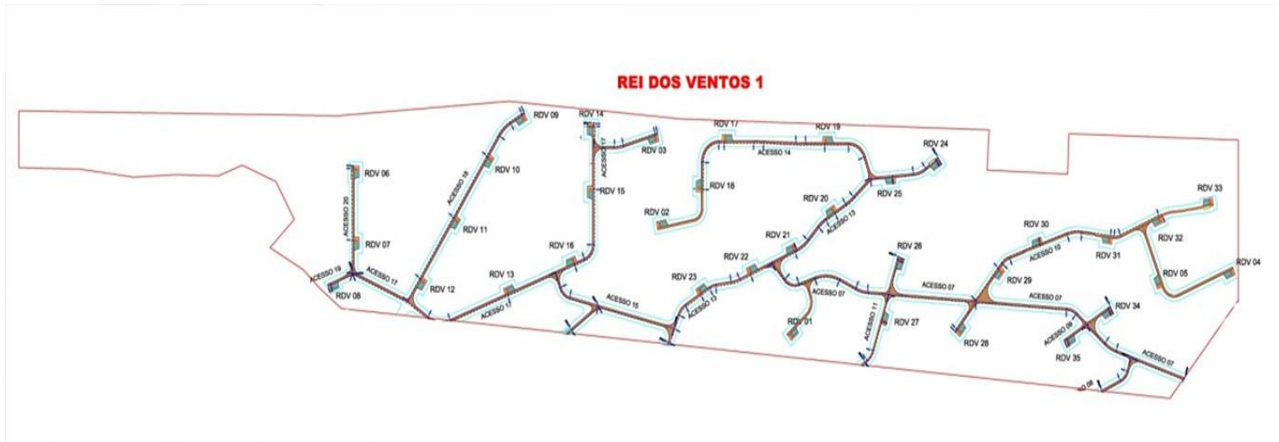 REI DOS VENTOS 1
RDV 09
RDV 14
ACESSO 17
RDV 03
RDV 17
RDV 19
ACESSO 14
RDV 24
RDV 10
RDV 06
ACESSO 18
RDV 15
RDV 18
RDV 25
RDV 33
ACESSO 20
RDV 11
RDV 02
RDV 20
ACESSO 13
RDV 30
RDV 32
RDV 07
RDV 16
RDV 21
RDV 26
ACESSO 10
RDV 31
ACESSO 19
ACESSO 17
RDV 13
RDV 22
RDV 29
RDV 05
RDV 04
RDV 08
RDV 12
RDV 23
ACESSO 07
ACESSO 07
ACESSO 07
ACESSO 17
ACESSO 15
ACESSO 13
RDV 01
ACESSO 11
RDV 27
RDV 34
RDV 28
ACESSO 09
RDV 35
ACESSO 07